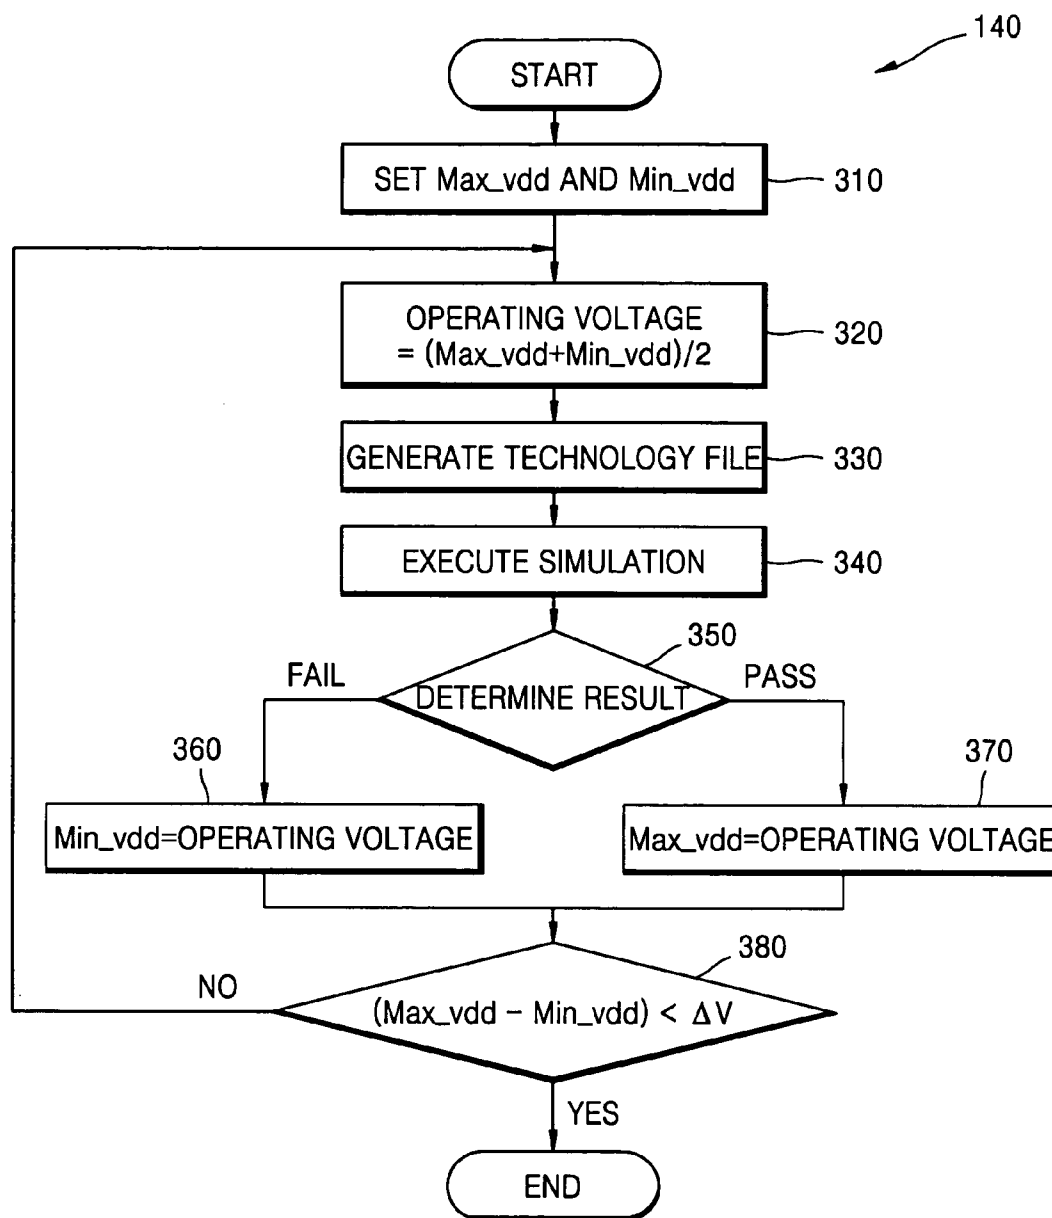 140
START
SET Max_vdd AND Min_vdd
310
OPERATING VOLTAGE
= (Max_vdd+Min_vdd)/2
320
GENERATE TECHNOLOGY FILE
330
EXECUTE SIMULATION
340
350
FAIL
DETERMINE RESULT
PASS
360
370
Min_vdd=OPERATING VOLTAGE
Max_vdd=OPERATING VOLTAGE
380
NO
(Max_vdd - Min_vdd) < ΔV
YES
END